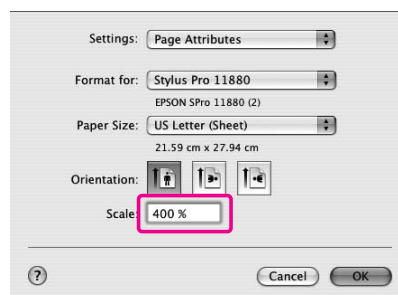 Settings: Page Attributes
Format for: Stylus Pro 11880
EPSON SPro 11880 (2)
Paper Size: US Letter (Sheet)
21.59 cm x 27.94 cm
Orientation:
Scale: 400 %
? Cancel OK